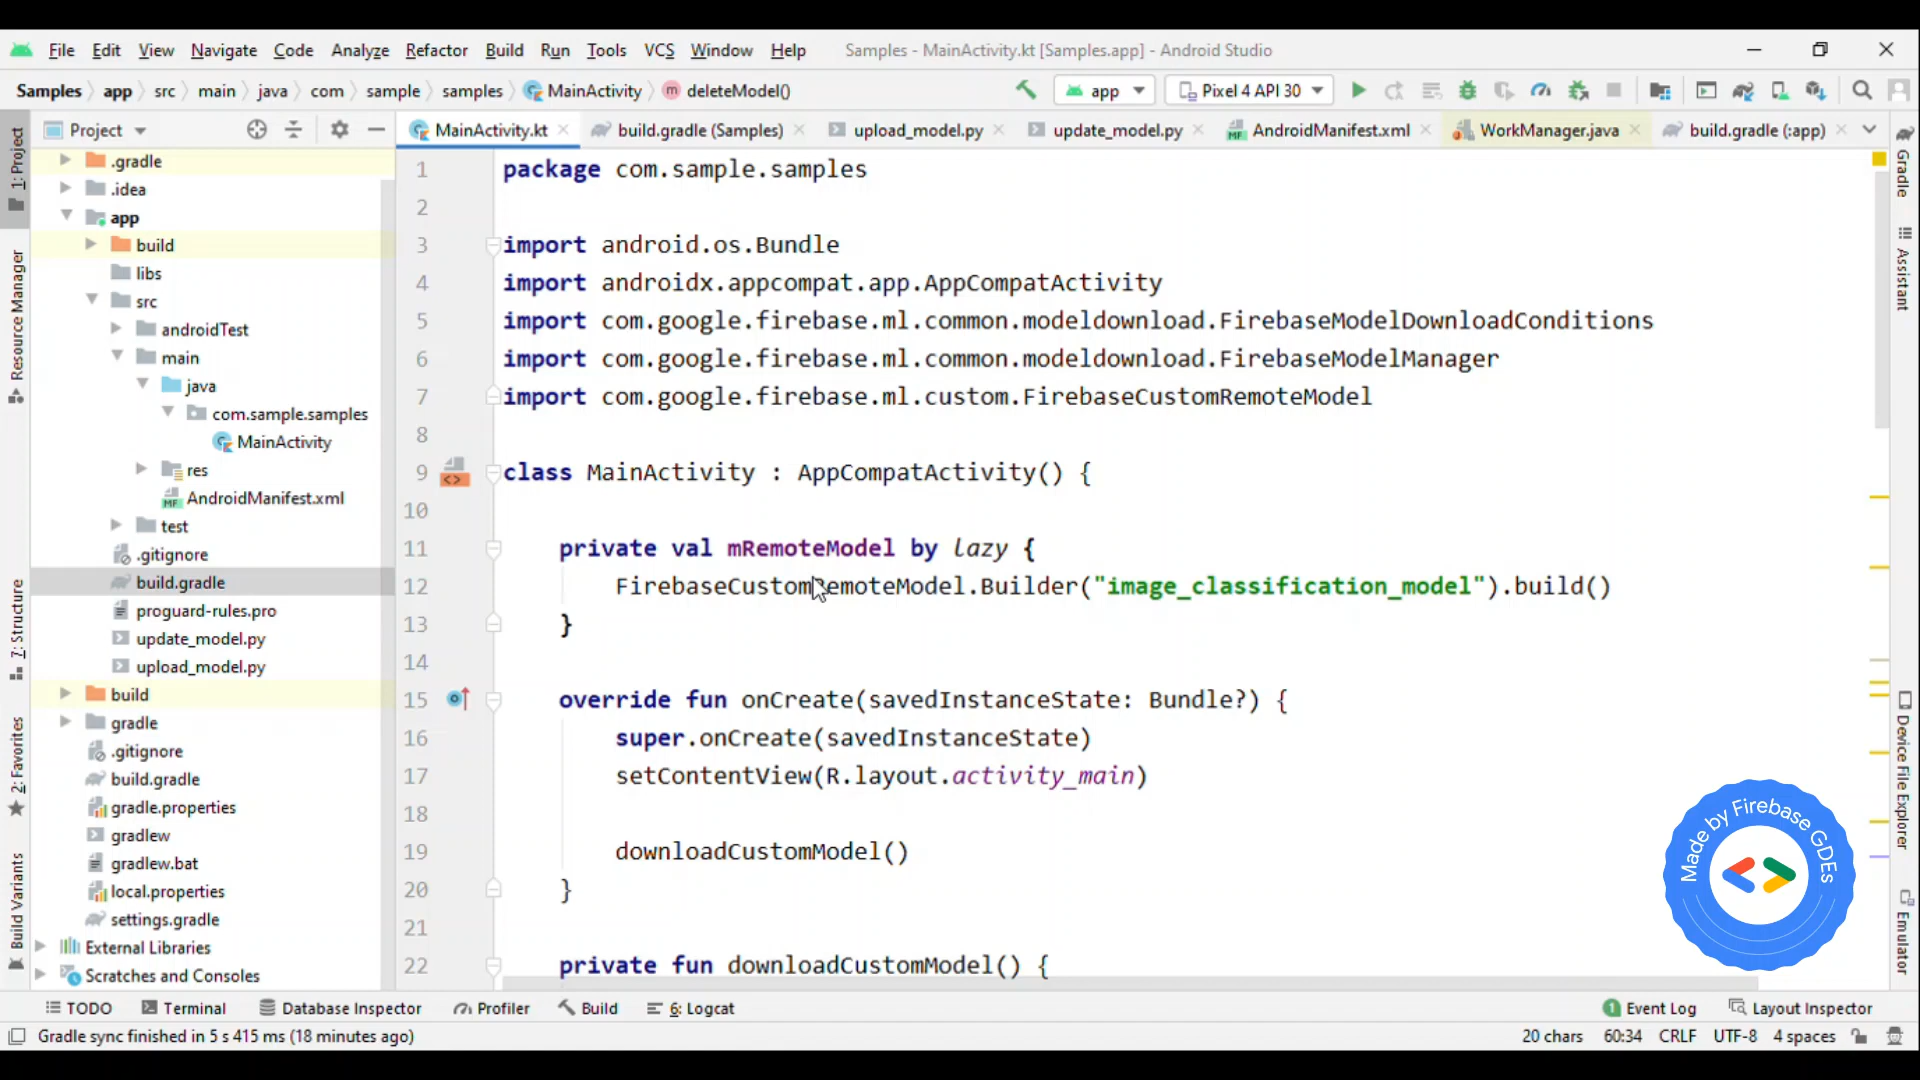 File Edit View Navigate Code Analyze Refactor Build Run Tools VCS Window Help Samples - MainActivity.kt [Samples.app] - Android Studio
Samples app src main java com sample samples MainActivity deleteModel() app Pixel 4 API 30
1: Project
Resource Manager
7: Structure
2: Favorites
Build Variants
Project
.gradle
.idea
app
build
libs
src
androidTest
main
java
com.sample.samples
MainActivity
res
AndroidManifest.xml
test
.gitignore
build.gradle
proguard-rules.pro
update_model.py
upload_model.py
build
gradle
.gitignore
build.gradle
gradle.properties
gradlew
gradlew.bat
local.properties
settings.gradle
External Libraries
Scratches and Consoles
MainActivity.kt build.gradle (Samples) upload_model.py update_model.py AndroidManifest.xml WorkManager.java build.gradle (:app)
1 package com.sample.samples
2
3 import android.os.Bundle
4 import androidx.appcompat.app.AppCompatActivity
5 import com.google.firebase.ml.common.modeldownload.FirebaseModelDownloadConditions
6 import com.google.firebase.ml.common.modeldownload.FirebaseModelManager
7 import com.google.firebase.ml.custom.FirebaseCustomRemoteModel
8
9 class MainActivity : AppCompatActivity() {
10
11 private val mRemoteModel by lazy {
12 FirebaseCustomRemoteModel.Builder("image_classification_model").build()
13 }
14
15 override fun onCreate(savedInstanceState: Bundle?) {
16 super.onCreate(savedInstanceState)
17 setContentView(R.layout.activity_main)
18
19 downloadCustomModel()
20 }
21
22 private fun downloadCustomModel() {
Gradle
Assistant
Device File Explorer
Emulator
Made by Firebase GDEs
TODO Terminal Database Inspector Profiler Build 6: Logcat 1 Event Log Layout Inspector
Gradle sync finished in 5 s 415 ms (18 minutes ago) 20 chars 60:34 CRLF UTF-8 4 spaces